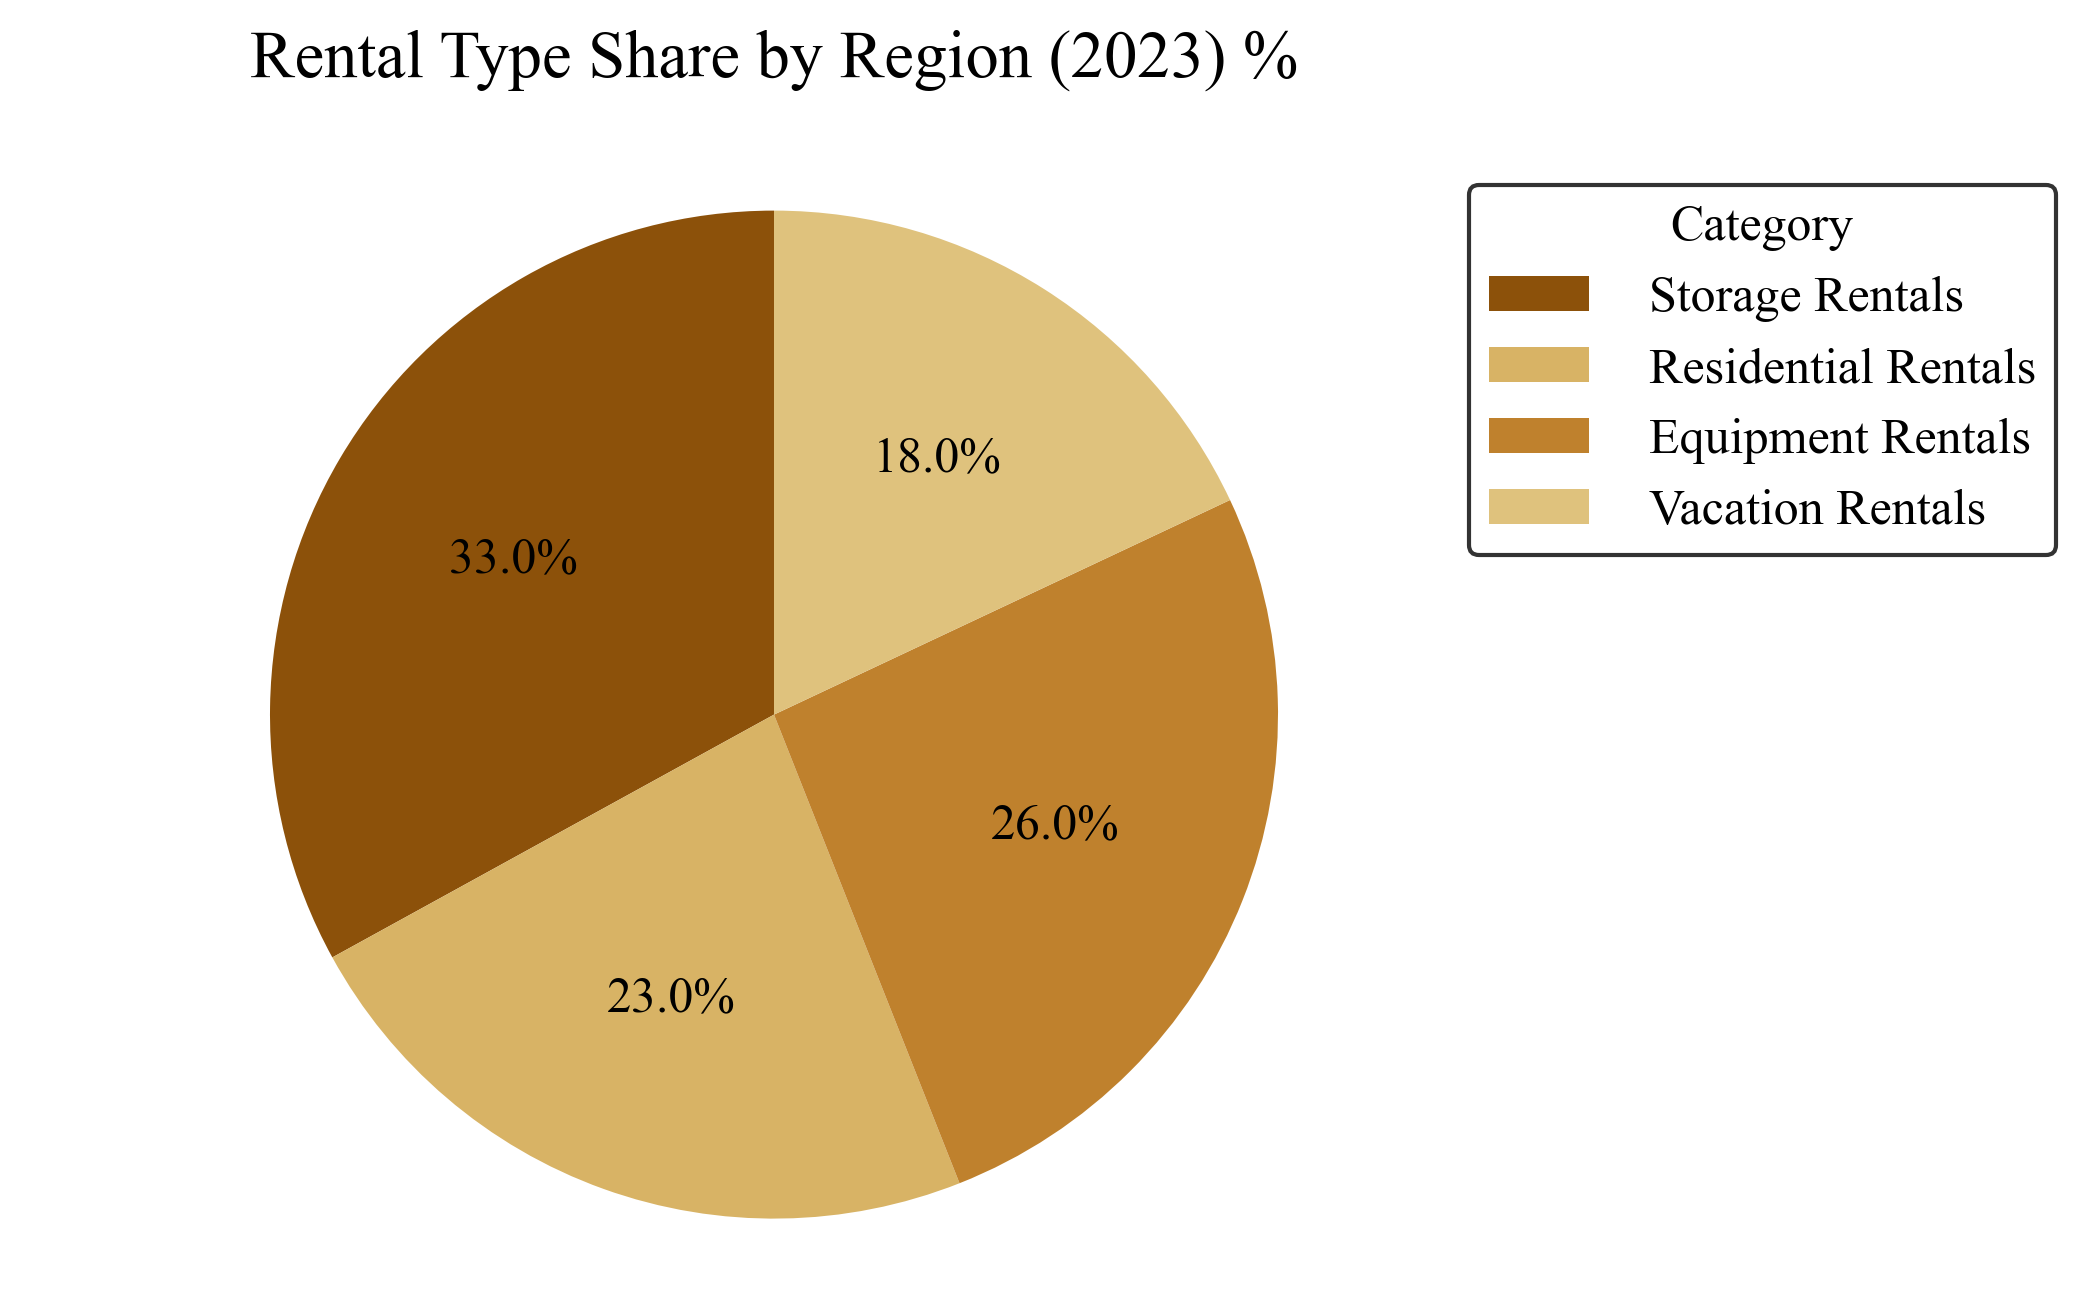 Rental Type Share by Region (2023) %
Category
Storage Rentals
Residential Rentals
Equipment Rentals
Vacation Rentals
18.0%
33.0%
26.0%
23.0%